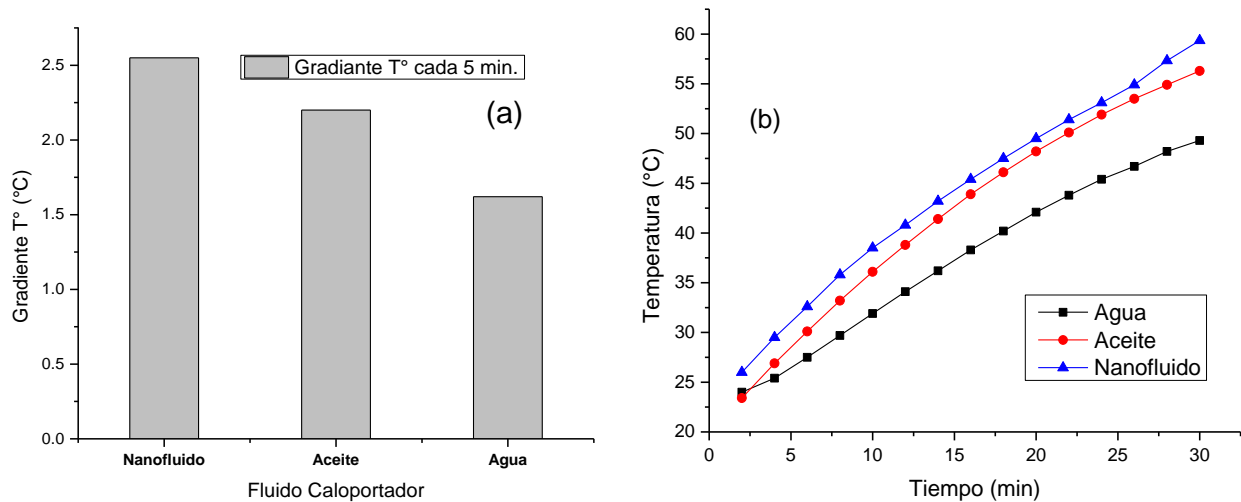 Gradiante T° cada 5 min.
(a)
Gradiente T° (°C)
2.5
2.0
1.5
1.0
0.5
0.0
Nanofluido
Aceite
Agua
Fluido Caloportador
(b)
Temperatura (°C)
60
55
50
45
40
35
30
25
20
Agua
Aceite
Nanofluido
0
5
10
15
20
25
30
Tiempo (min)